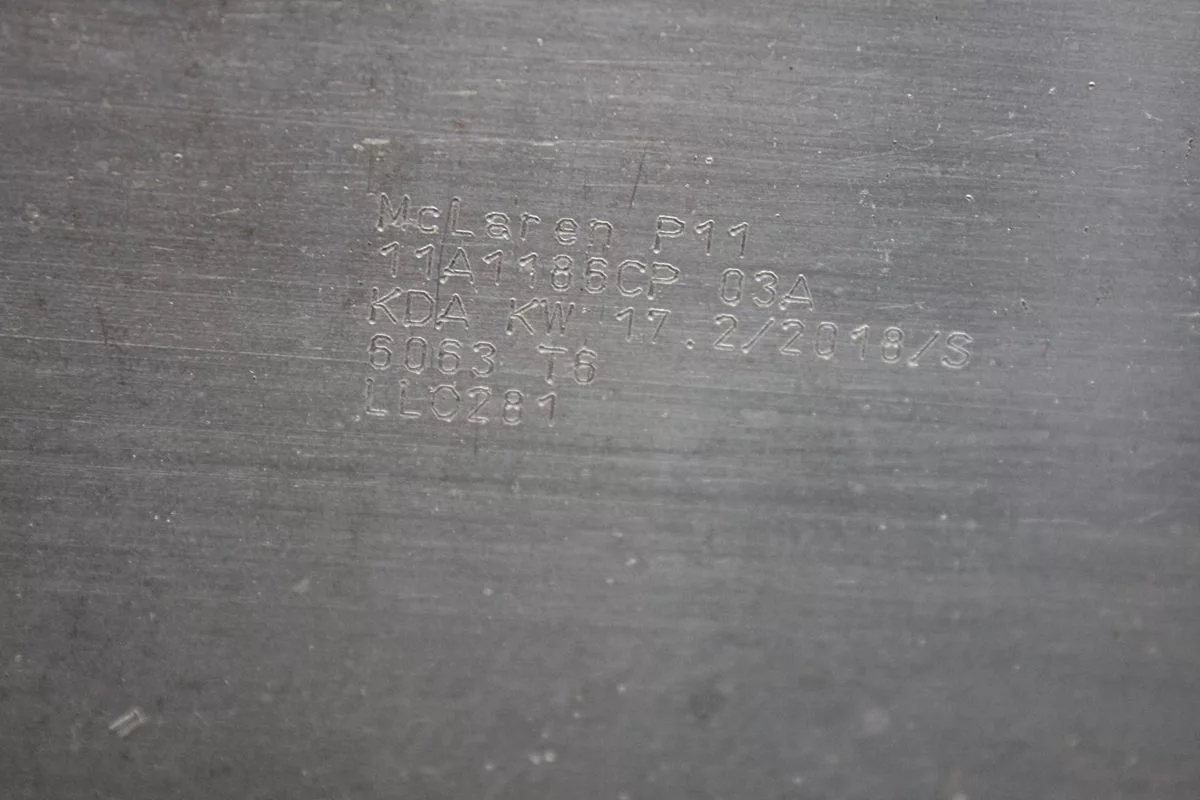 McLaren P11
11A1186CP 03A
KDA KW 17.2/2018/S
6063 T6
LLC281